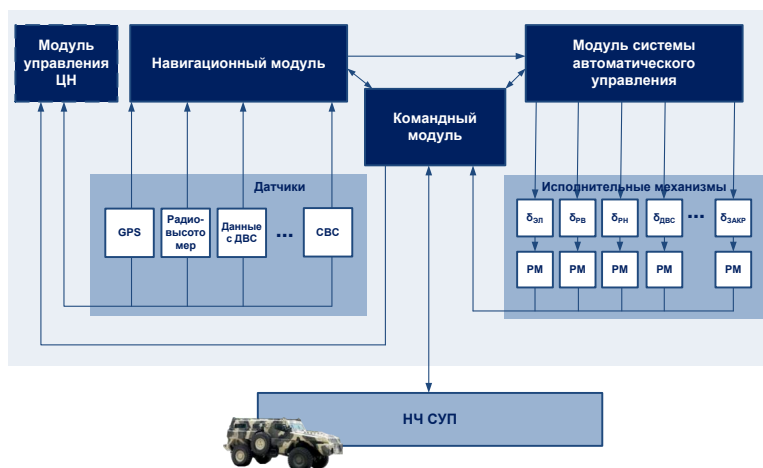 Модуль
управления
ЦН
Навигационный модуль
Модуль системы
автоматического
управления
Командный
модуль
Датчики
GPS
Радио-
высото
мер
Данные
с ДВС
...
СВС
Исполнительные механизмы
δЭЛ
δРВ
δРН
δДВС
...
δЗАКР
РМ
РМ
РМ
РМ
РМ
НЧ СУП